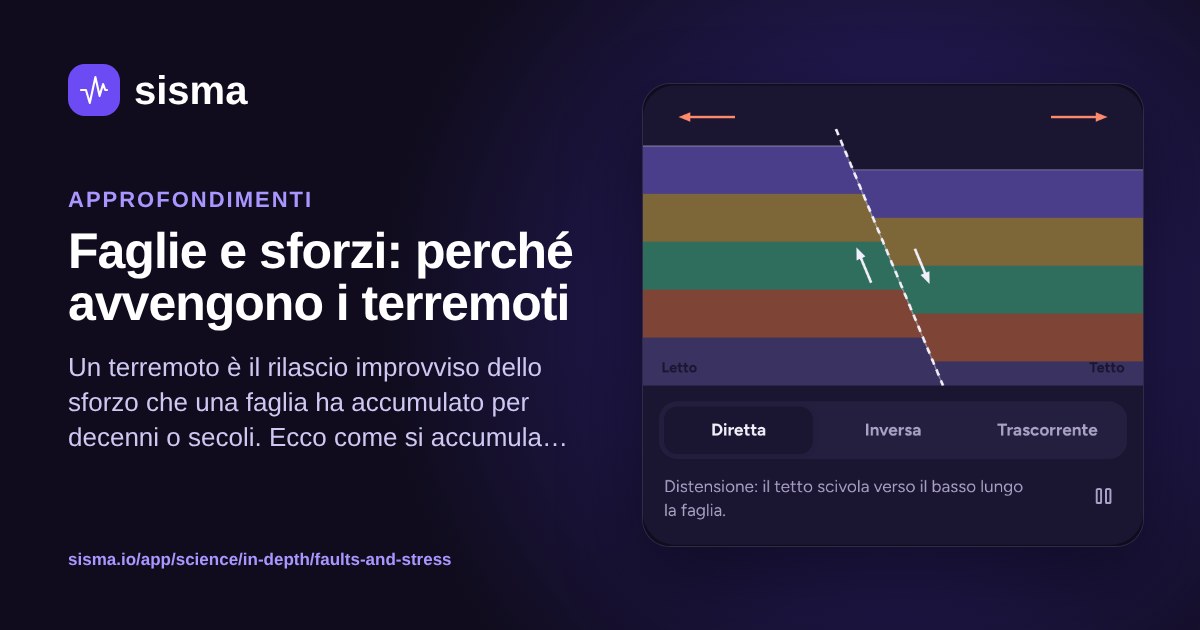 sisma
APPROFONDIMENTI
Faglie e sforzi: perché
avvengono i terremoti
Un terremoto è il rilascio improvviso dello
sforzo che una faglia ha accumulato per
decenni o secoli. Ecco come si accumula…
sisma.io/app/science/in-depth/faults-and-stress
Letto
Tetto
Diretta
Inversa
Trascorrente
Distensione: il tetto scivola verso il basso lungo
la faglia.